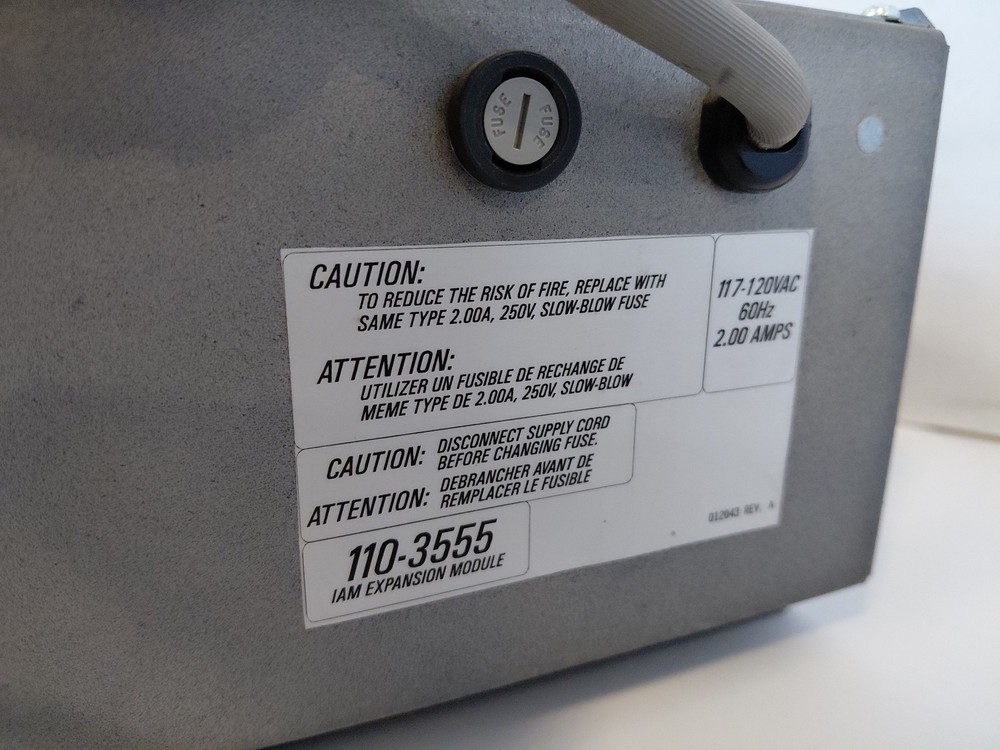 FUSE FUSE
CAUTION:
TO REDUCE THE RISK OF FIRE, REPLACE WITH
SAME TYPE 2.00A, 250V, SLOW-BLOW FUSE
ATTENTION:
UTILIZER UN FUSIBLE DE RECHANGE DE
MEME TYPE DE 2.00A, 250V, SLOW-BLOW
117-120VAC
60Hz
2.00 AMPS
CAUTION: DISCONNECT SUPPLY CORD
BEFORE CHANGING FUSE.
ATTENTION: DEBRANCHER AVANT DE
REMPLACER LE FUSIBLE
110-3555
IAM EXPANSION MODULE
012043 REV. A